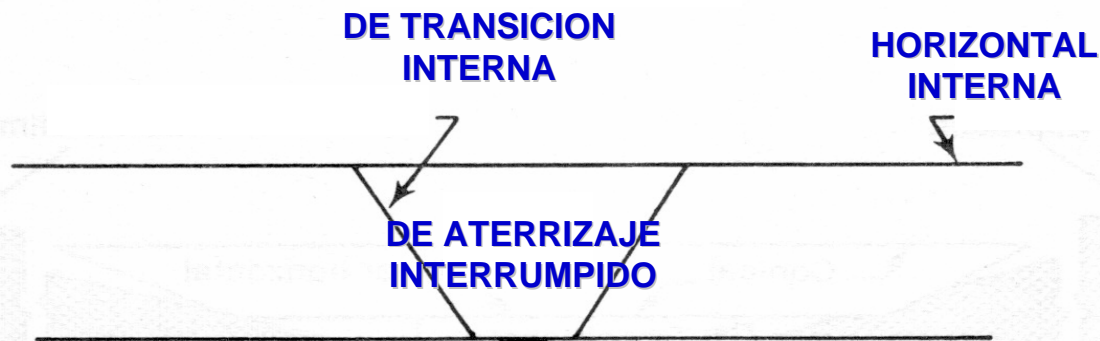 DE TRANSICION
INTERNA
HORIZONTAL
INTERNA
DE ATERRIZAJE
INTERRUMPIDO